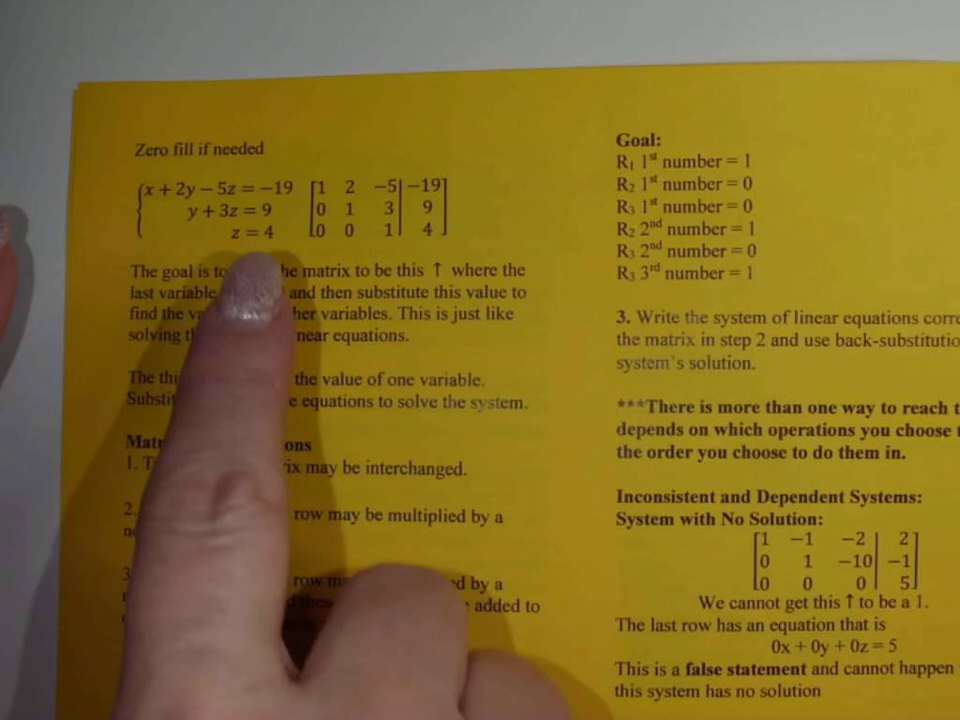 Zero fill if needed
x + 2y − 5z = −19 [1 2 −5 | −19]
y + 3z = 9 [0 1 3 | 9]
z = 4 [0 0 1 | 4]
The goal is to he matrix to be this ↑ where the
last variable and then substitute this value to
find the va her variables. This is just like
solving th near equations.
The thi the value of one variable.
Substit e equations to solve the system.
Matr ons
1. T ix may be interchanged.
2. row may be multiplied by a
3 row ma d by a
added to
Goal:
R₁ 1ˢᵗ number = 1
R₂ 1ˢᵗ number = 0
R₃ 1ˢᵗ number = 0
R₂ 2ⁿᵈ number = 1
R₃ 2ⁿᵈ number = 0
R₃ 3ʳᵈ number = 1
3. Write the system of linear equations corre
the matrix in step 2 and use back-substitutio
system's solution.
***There is more than one way to reach t
depends on which operations you choose t
the order you choose to do them in.
Inconsistent and Dependent Systems:
System with No Solution:
[1 −1 −2 | 2]
[0 1 −10 | −1]
[0 0 0 | 5]
We cannot get this ↑ to be a 1.
The last row has an equation that is
0x + 0y + 0z = 5
This is a false statement and cannot happen
this system has no solution